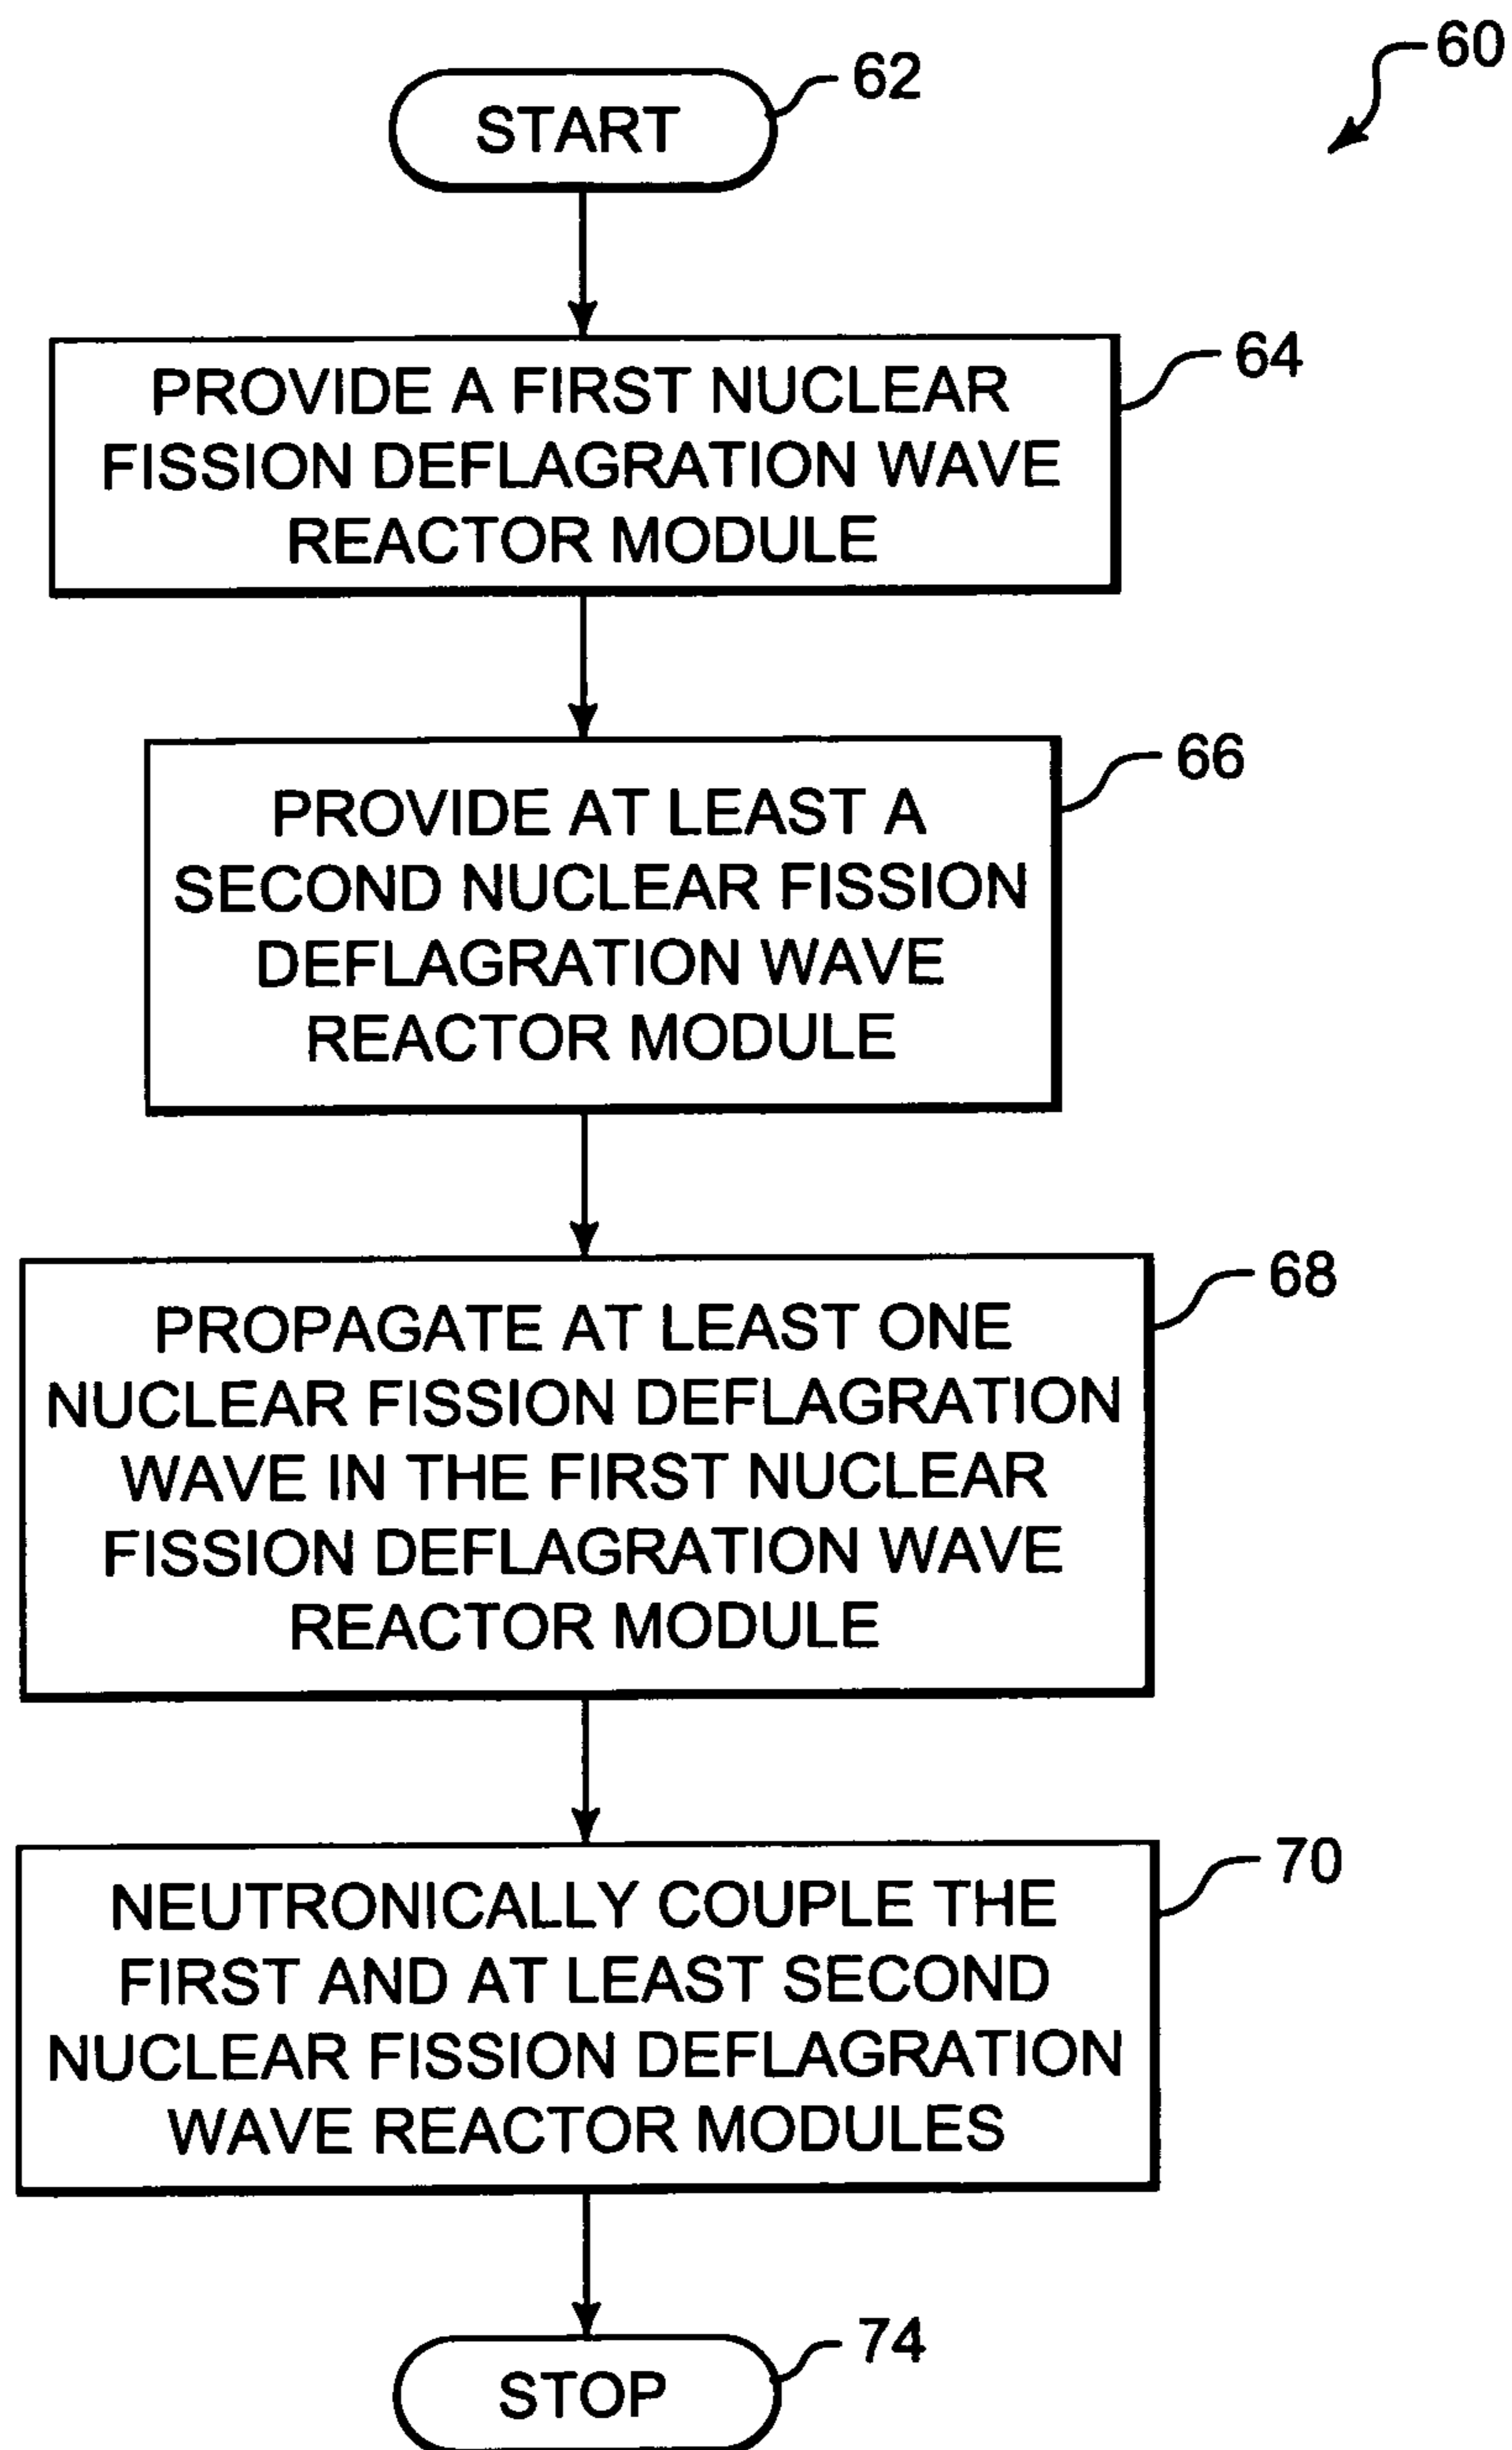 60
62
START
64
PROVIDE A FIRST NUCLEAR
FISSION DEFLAGRATION WAVE
REACTOR MODULE
66
PROVIDE AT LEAST A
SECOND NUCLEAR FISSION
DEFLAGRATION WAVE
REACTOR MODULE
68
PROPAGATE AT LEAST ONE
NUCLEAR FISSION DEFLAGRATION
WAVE IN THE FIRST NUCLEAR
FISSION DEFLAGRATION WAVE
REACTOR MODULE
70
NEUTRONICALLY COUPLE THE
FIRST AND AT LEAST SECOND
NUCLEAR FISSION DEFLAGRATION
WAVE REACTOR MODULES
74
STOP